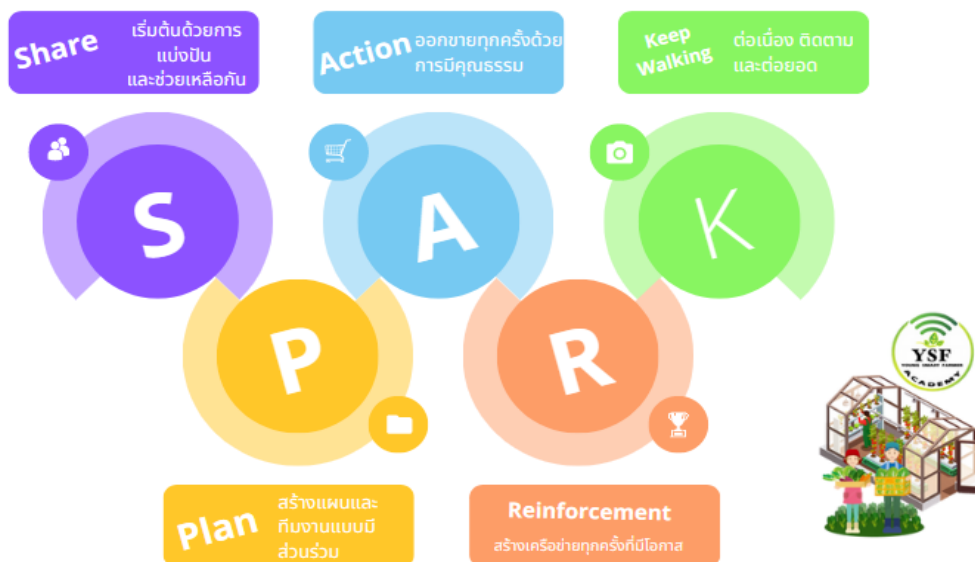 Share
เริ่มต้นด้วยการ
แบ่งปัน
และช่วยเหลือกัน
Action
ออกขายทุกครั้งด้วย
การมีคุณธรรม
Keep
Walking
ต่อเนื่อง ติดตาม
และต่อยอด
S
A
K
P
R
YSF
YOUNG SMART FARMER
ACADEMY
Plan
สร้างแผนและ
ทีมงานแบบมี
ส่วนร่วม
Reinforcement
สร้างเครือข่ายทุกครั้งที่มีโอกาส